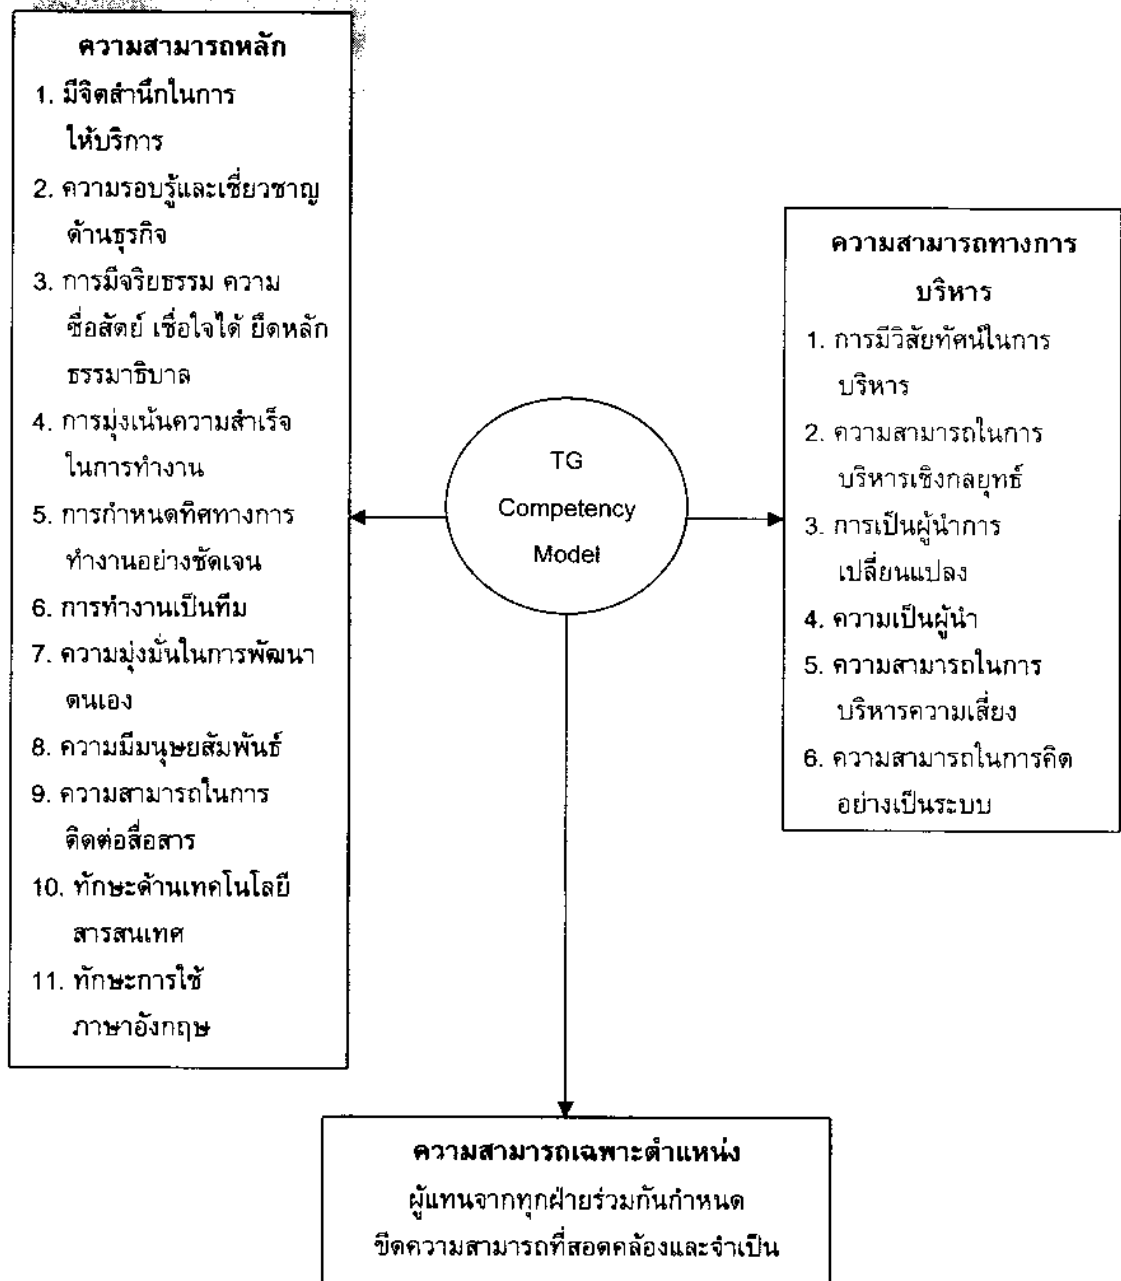 ความสามารถหลัก
1. มีจิตสำนึกในการ
ให้บริการ
2. ความรอบรู้และเชี่ยวชาญ
ด้านธุรกิจ
3. การมีจริยธรรม ความ
ซื่อสัตย์ เชื่อใจได้ ยึดหลัก
ธรรมาธิบาล
4. การมุ่งเน้นความสำเร็จ
ในการทำงาน
5. การกำหนดทิศทางการ
ทำงานอย่างชัดเจน
6. การทำงานเป็นทีม
7. ความมุ่งมั่นในการพัฒนา
ตนเอง
8. ความมีมนุษยสัมพันธ์
9. ความสามารถในการ
ติดต่อสื่อสาร
10. ทักษะด้านเทคโนโลยี
สารสนเทศ
11. ทักษะการใช้
ภาษาอังกฤษ
TG
Competency
Model
ความสามารถทางการ
บริหาร
1. การมีวิสัยทัศน์ในการ
บริหาร
2. ความสามารถในการ
บริหารเชิงกลยุทธ์
3. การเป็นผู้นำการ
เปลี่ยนแปลง
4. ความเป็นผู้นำ
5. ความสามารถในการ
บริหารความเสี่ยง
6. ความสามารถในการคิด
อย่างเป็นระบบ
ความสามารถเฉพาะตำแหน่ง
ผู้แทนจากทุกฝ่ายร่วมกันกำหนด
ขีดความสามารถที่สอดคล้องและจำเป็น